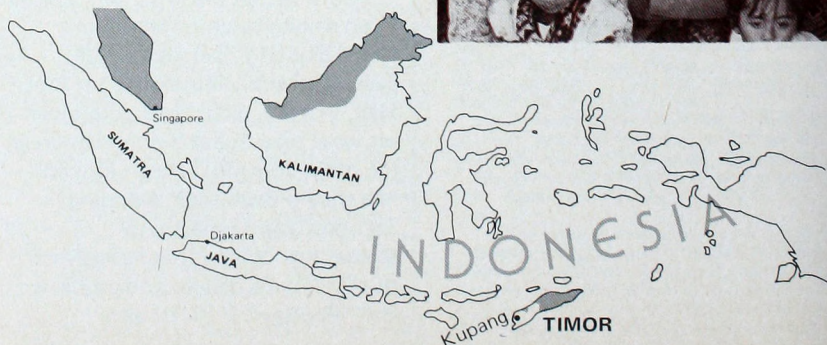 Singapore
SUMATRA
KALIMANTAN
Djakarta
JAVA
INDONESIA
Kupang
TIMOR